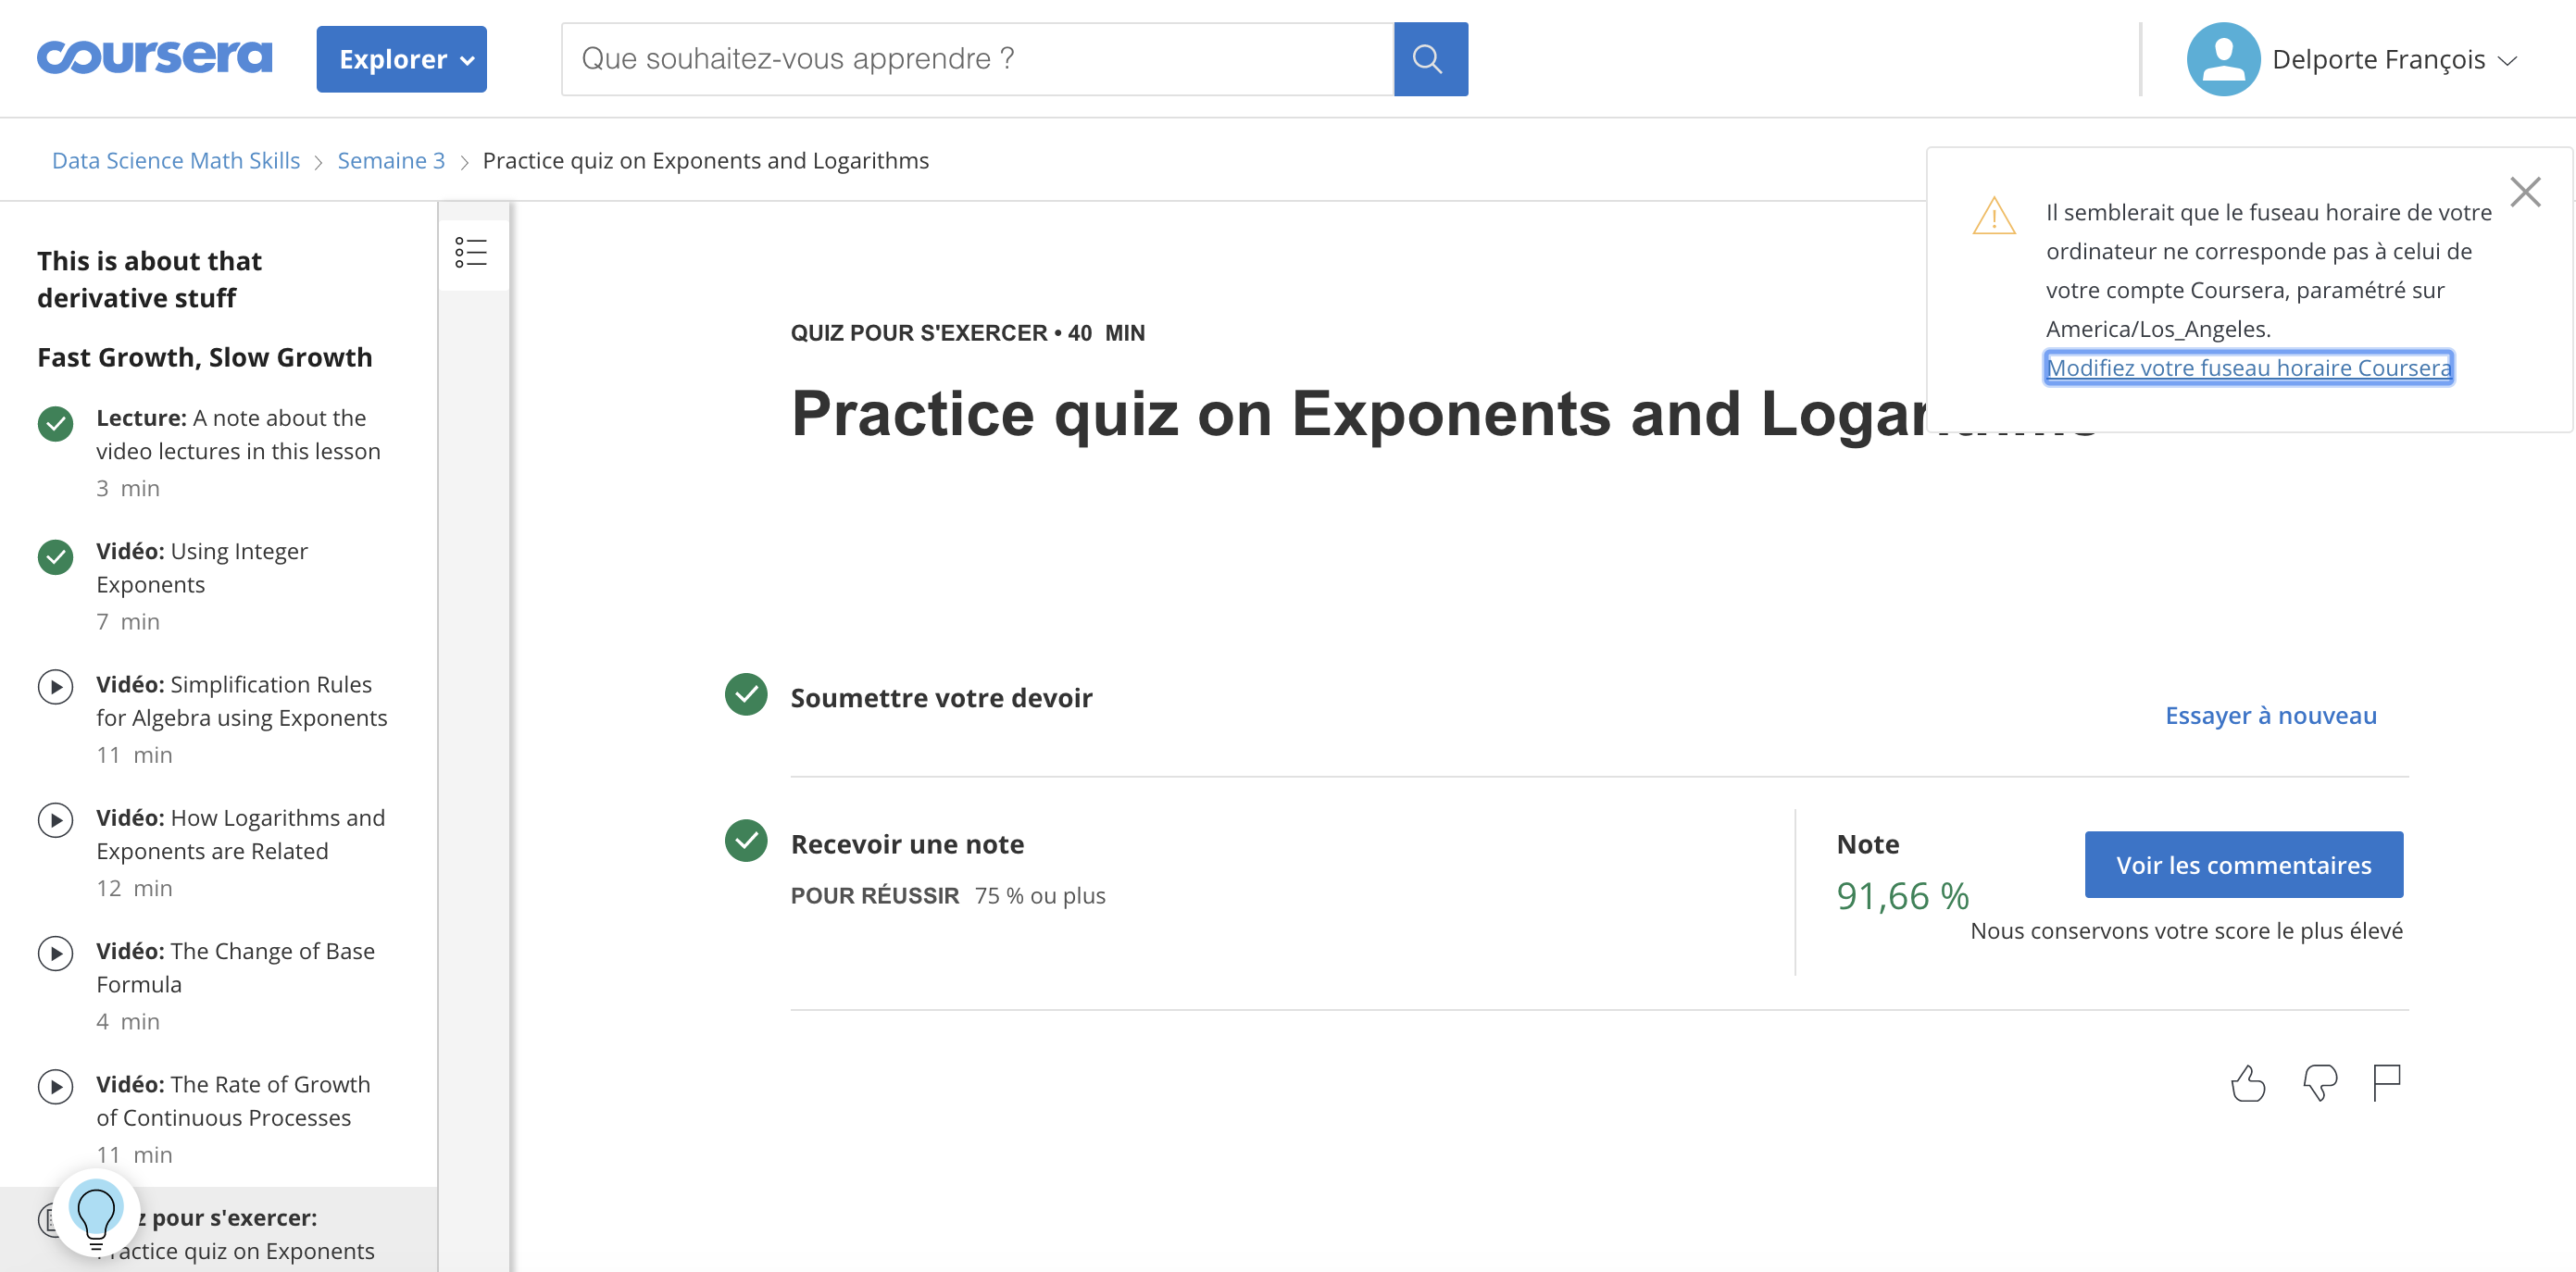 coursera
Explorer
Que souhaitez-vous apprendre ?
Delporte François
Data Science Math Skills
Semaine 3
Practice quiz on Exponents and Logarithms
Il semblerait que le fuseau horaire de votre
ordinateur ne corresponde pas à celui de
votre compte Coursera, paramétré sur
America/Los_Angeles.
Modifiez votre fuseau horaire Coursera
This is about that
derivative stuff
Fast Growth, Slow Growth
Lecture: A note about the
video lectures in this lesson
3 min
Vidéo: Using Integer
Exponents
7 min
Vidéo: Simplification Rules
for Algebra using Exponents
11 min
Vidéo: How Logarithms and
Exponents are Related
12 min
Vidéo: The Change of Base
Formula
4 min
Vidéo: The Rate of Growth
of Continuous Processes
11 min
pour s'exercer:
Practice quiz on Exponents
QUIZ POUR S'EXERCER • 40 MIN
Practice quiz on Exponents and Logarithms
Soumettre votre devoir
Essayer à nouveau
Recevoir une note
POUR RÉUSSIR 75 % ou plus
Note
91,66 %
Voir les commentaires
Nous conservons votre score le plus élevé